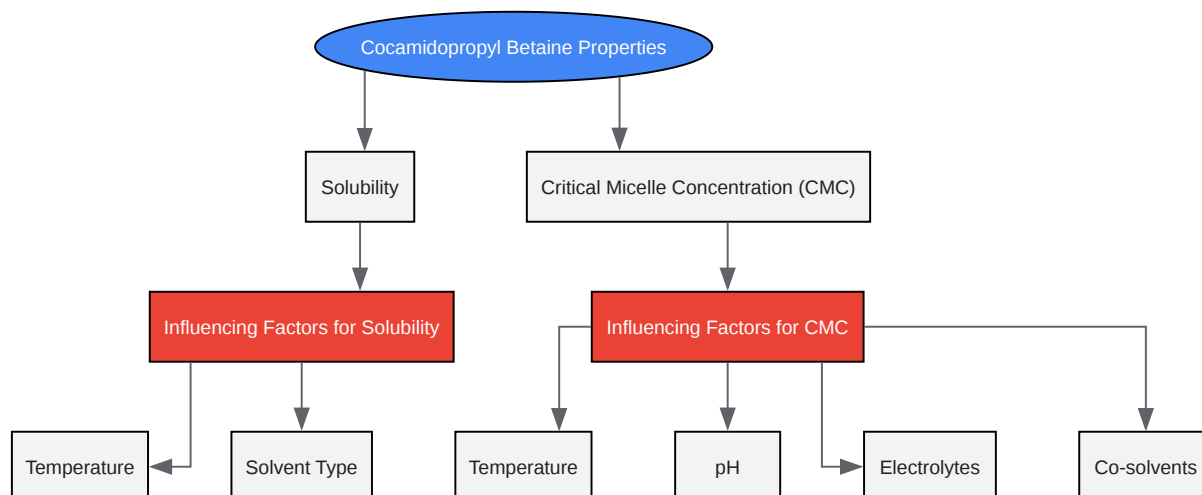 Cocamidopropyl Betaine Properties
Solubility
Critical Micelle Concentration (CMC)
Influencing Factors for Solubility
Influencing Factors for CMC
Temperature
Solvent Type
Temperature
pH
Electrolytes
Co-solvents